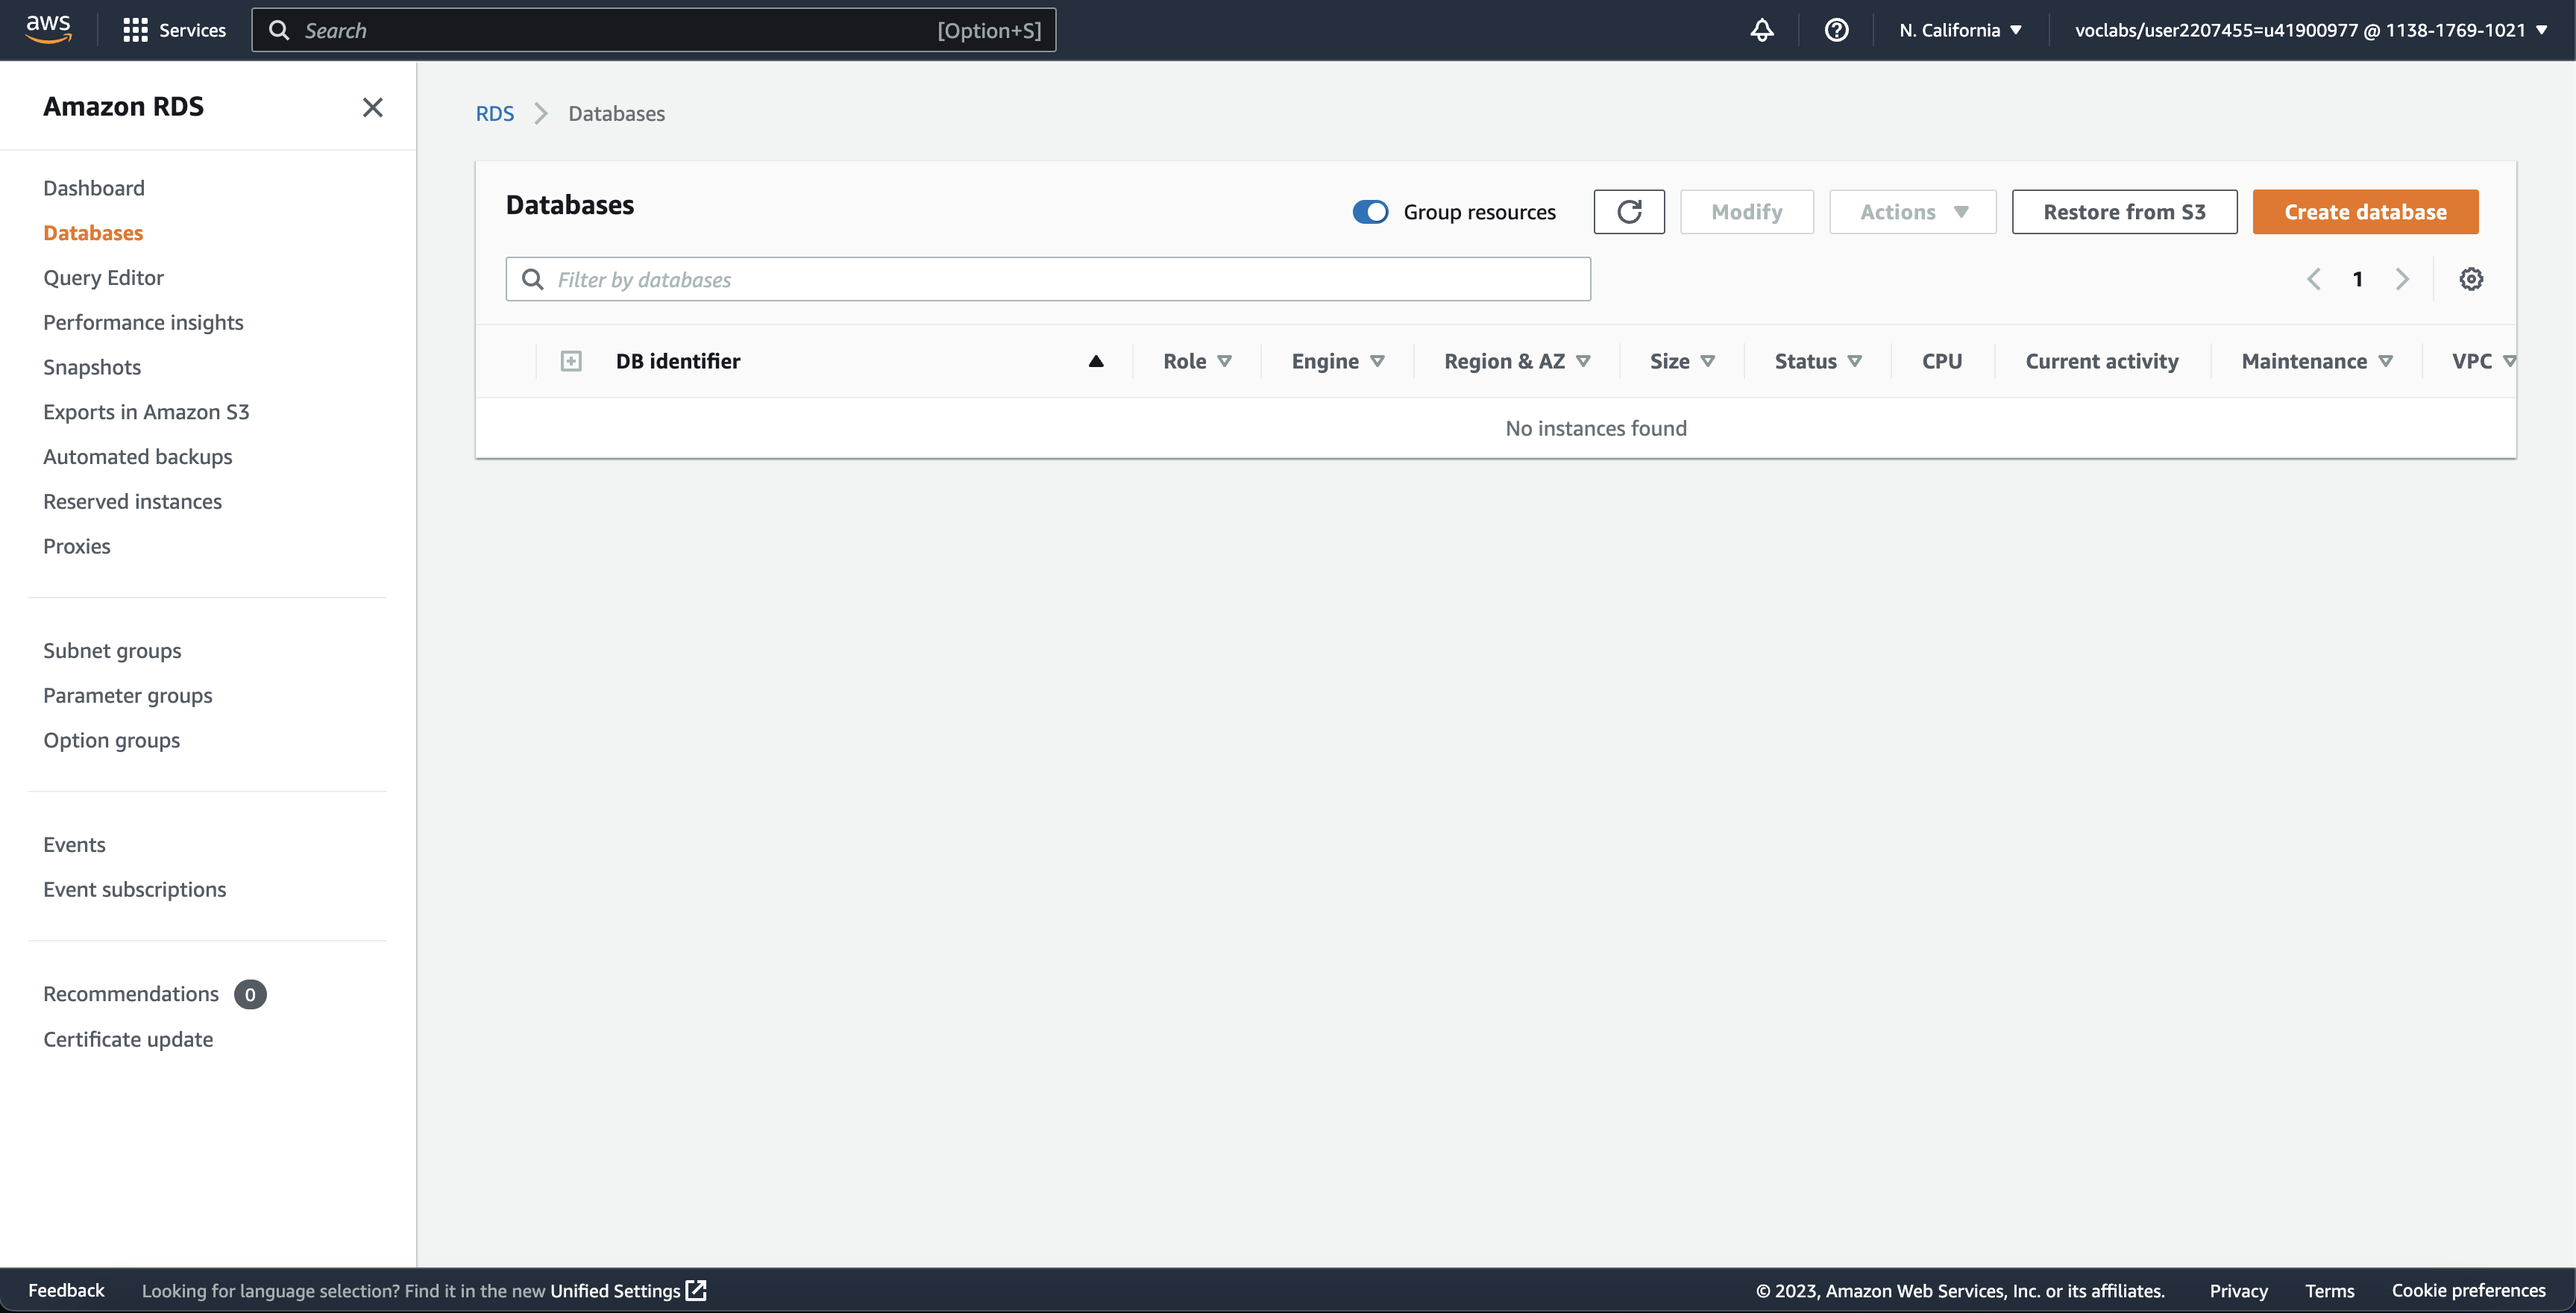 aws
Services
Search
[Option+S]
N. California
voclabs/user2207455=u41900977 @ 1138-1769-1021
Amazon RDS
Dashboard
Databases
Query Editor
Performance insights
Snapshots
Exports in Amazon S3
Automated backups
Reserved instances
Proxies
Subnet groups
Parameter groups
Option groups
Events
Event subscriptions
Recommendations 0
Certificate update
RDS > Databases
Databases
Group resources
Modify
Actions
Restore from S3
Create database
Filter by databases
1
DB identifier Role Engine Region & AZ Size Status CPU Current activity Maintenance VPC
No instances found
Feedback
Looking for language selection? Find it in the new Unified Settings
© 2023, Amazon Web Services, Inc. or its affiliates.
Privacy
Terms
Cookie preferences